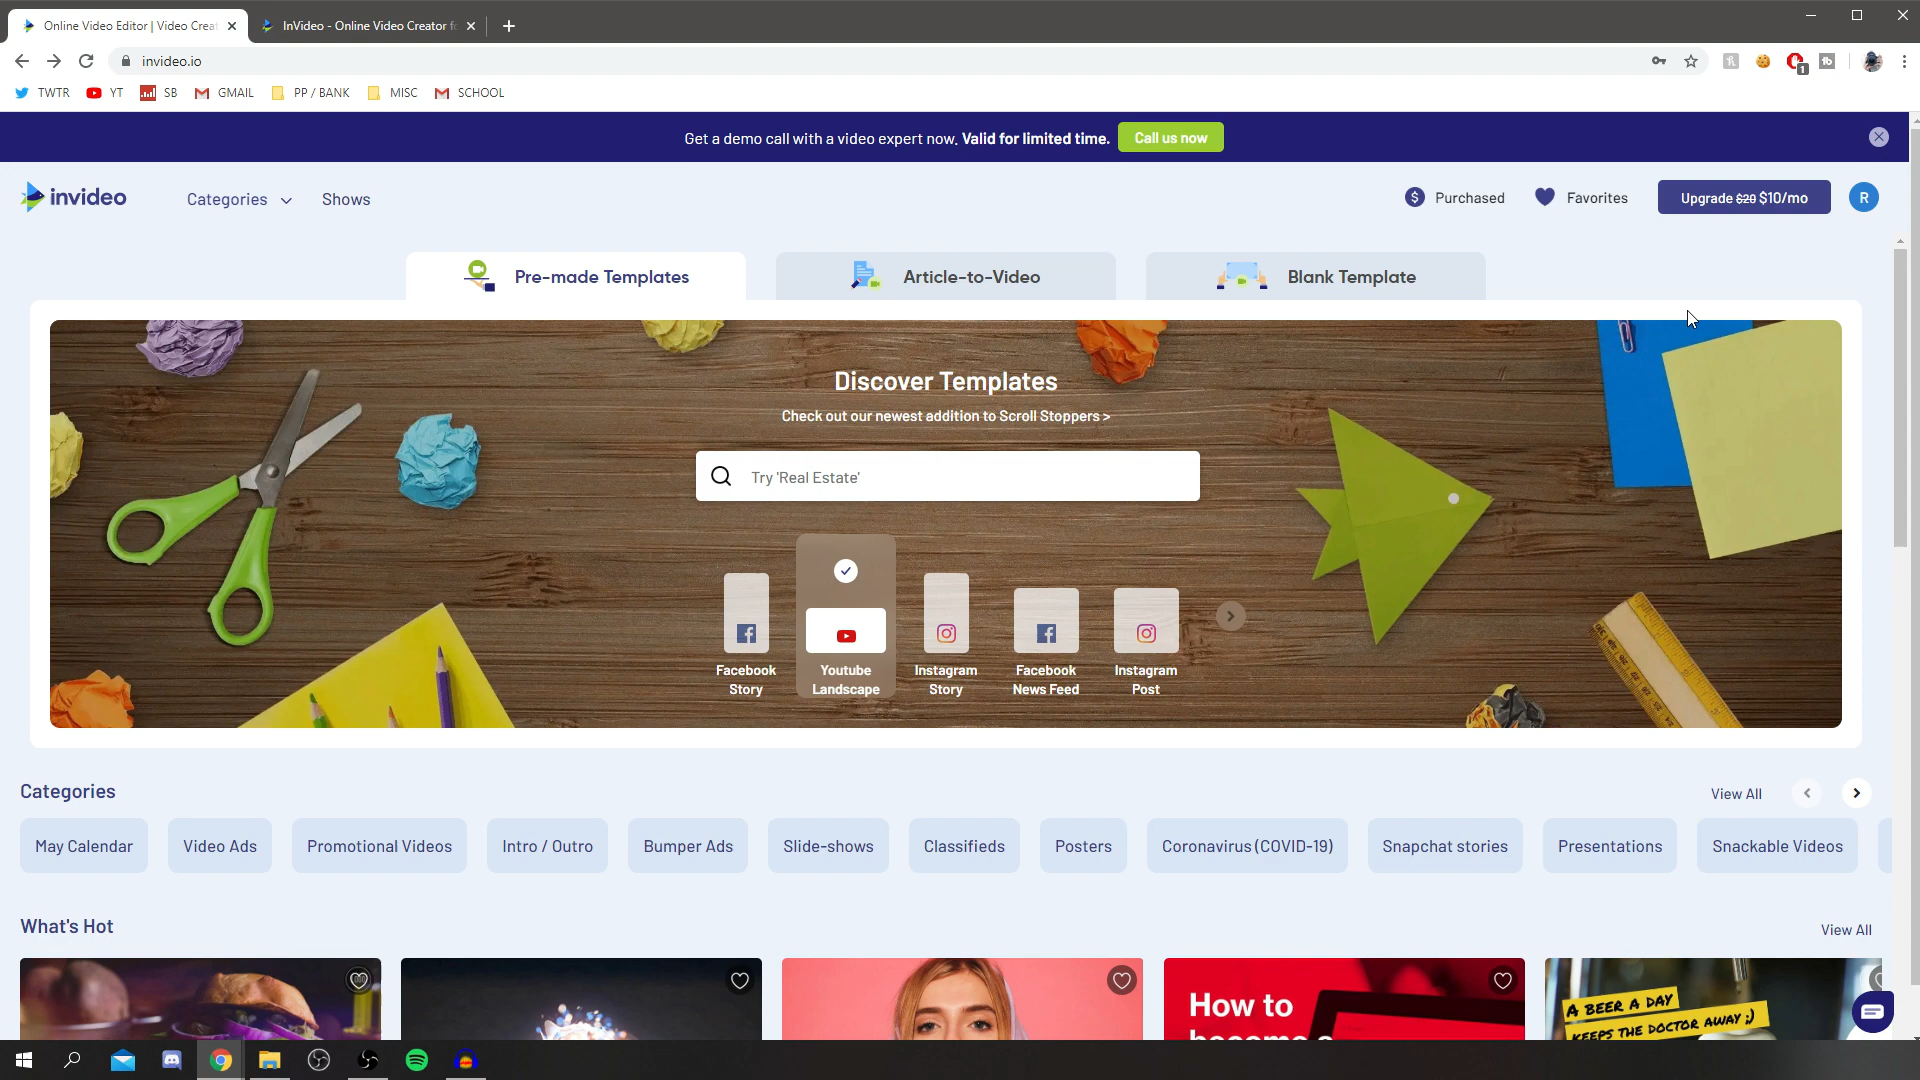 Online Video Editor | Video Creat
InVideo - Online Video Creator fo
invideo.io
1
TWTR
YT
SB
GMAIL
PP / BANK
MISC
SCHOOL
Get a demo call with a video expert now. Valid for limited time.
Call us now
invideo
Categories
Shows
Purchased
Favorites
Upgrade $20 $10/mo
R
Pre-made Templates
Article-to-Video
Blank Template
Discover Templates
Check out our newest addition to Scroll Stoppers >
Try 'Real Estate'
Facebook
Story
Youtube
Landscape
Instagram
Story
Facebook
News Feed
Instagram
Post
Categories
View All
May Calendar
Video Ads
Promotional Videos
Intro / Outro
Bumper Ads
Slide-shows
Classifieds
Posters
Coronavirus (COVID-19)
Snapchat stories
Presentations
Snackable Videos
What's Hot
View All
How to
become a
A BEER A DAY
KEEPS THE DOCTOR AWAY ;)